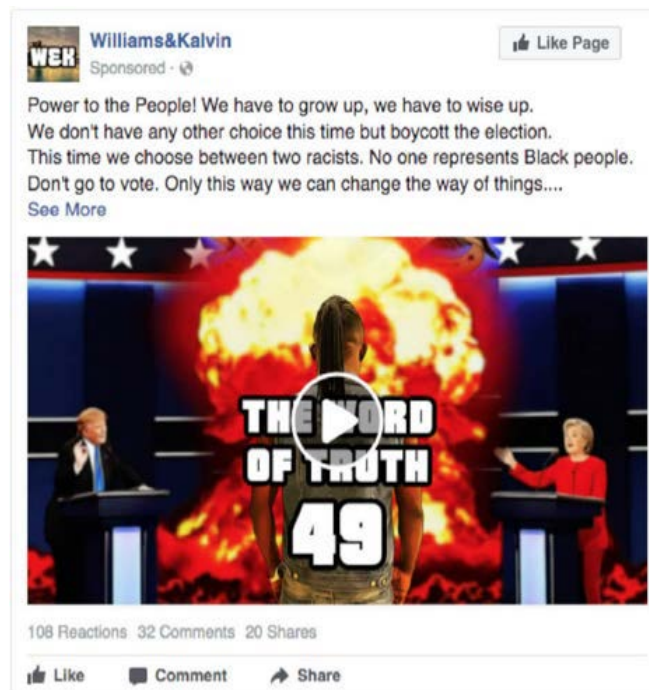 W&K
Williams&Kalvin
Sponsored ·
Like Page
Power to the People! We have to grow up, we have to wise up.
We don't have any other choice this time but boycott the election.
This time we choose between two racists. No one represents Black people.
Don't go to vote. Only this way we can change the way of things....
See More
THE WORD
OF TRUTH
49
108 Reactions 32 Comments 20 Shares
Like Comment Share